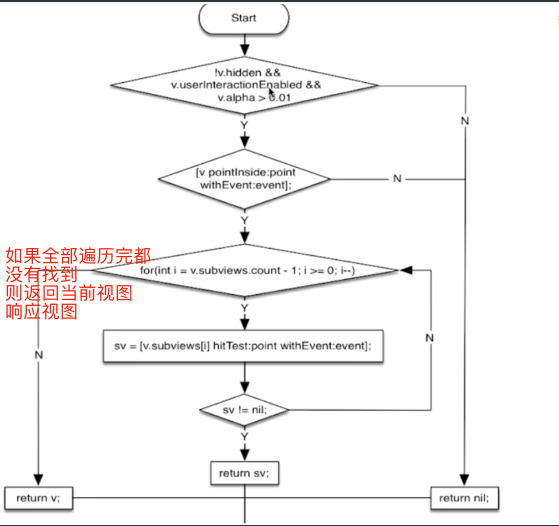 Start
!v.hidden &&
v.userInteractionEnabled &&
v.alpha > 0.01
N
Y
[v pointInside:point
withEvent:event];
N
Y
如果全部遍历完都
没有找到
则返回当前视图
响应视图
for(int i = v.subviews.count - 1; i >= 0; i--)
Y
N
N
sv = [v.subviews[i] hitTest:point withEvent:event];
sv != nil;
Y
return sv;
return v;
return nil;